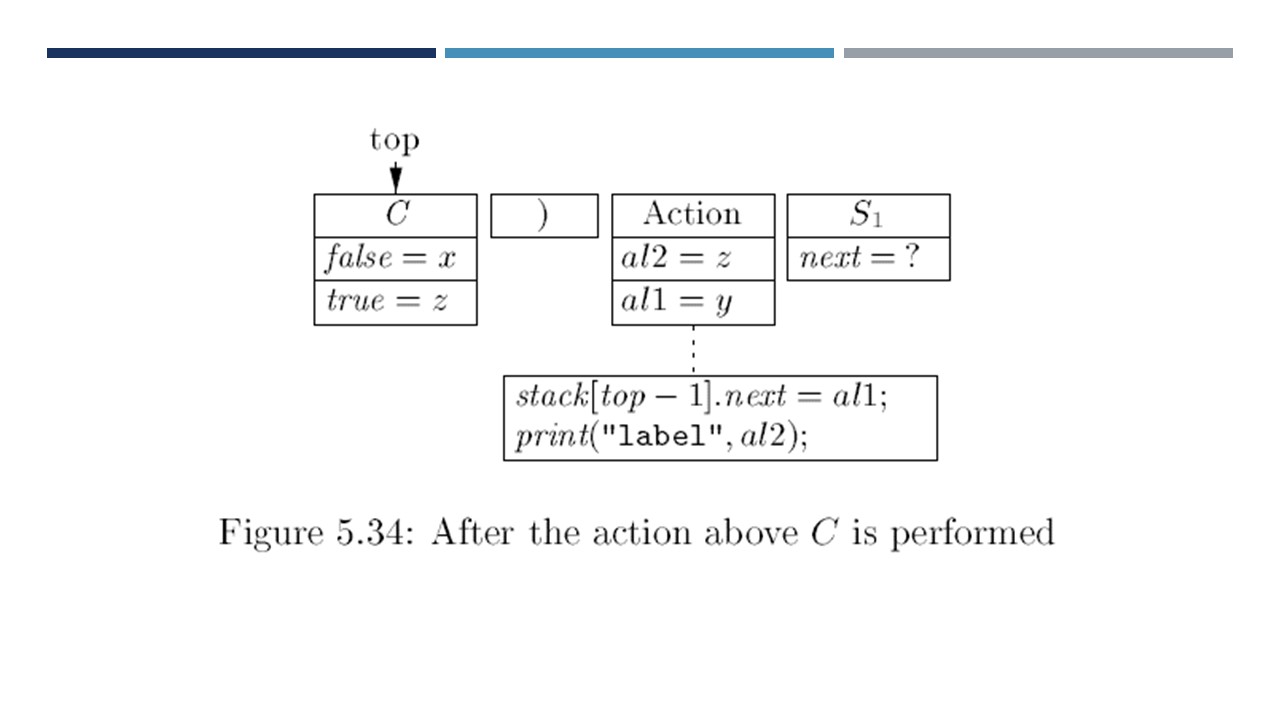 top
C
)
Action
S₁
false = x
al2 = z
next = ?
true = z
al1 = y
stack[top − 1].next = al1;
print("label", al2);
Figure 5.34: After the action above C is performed